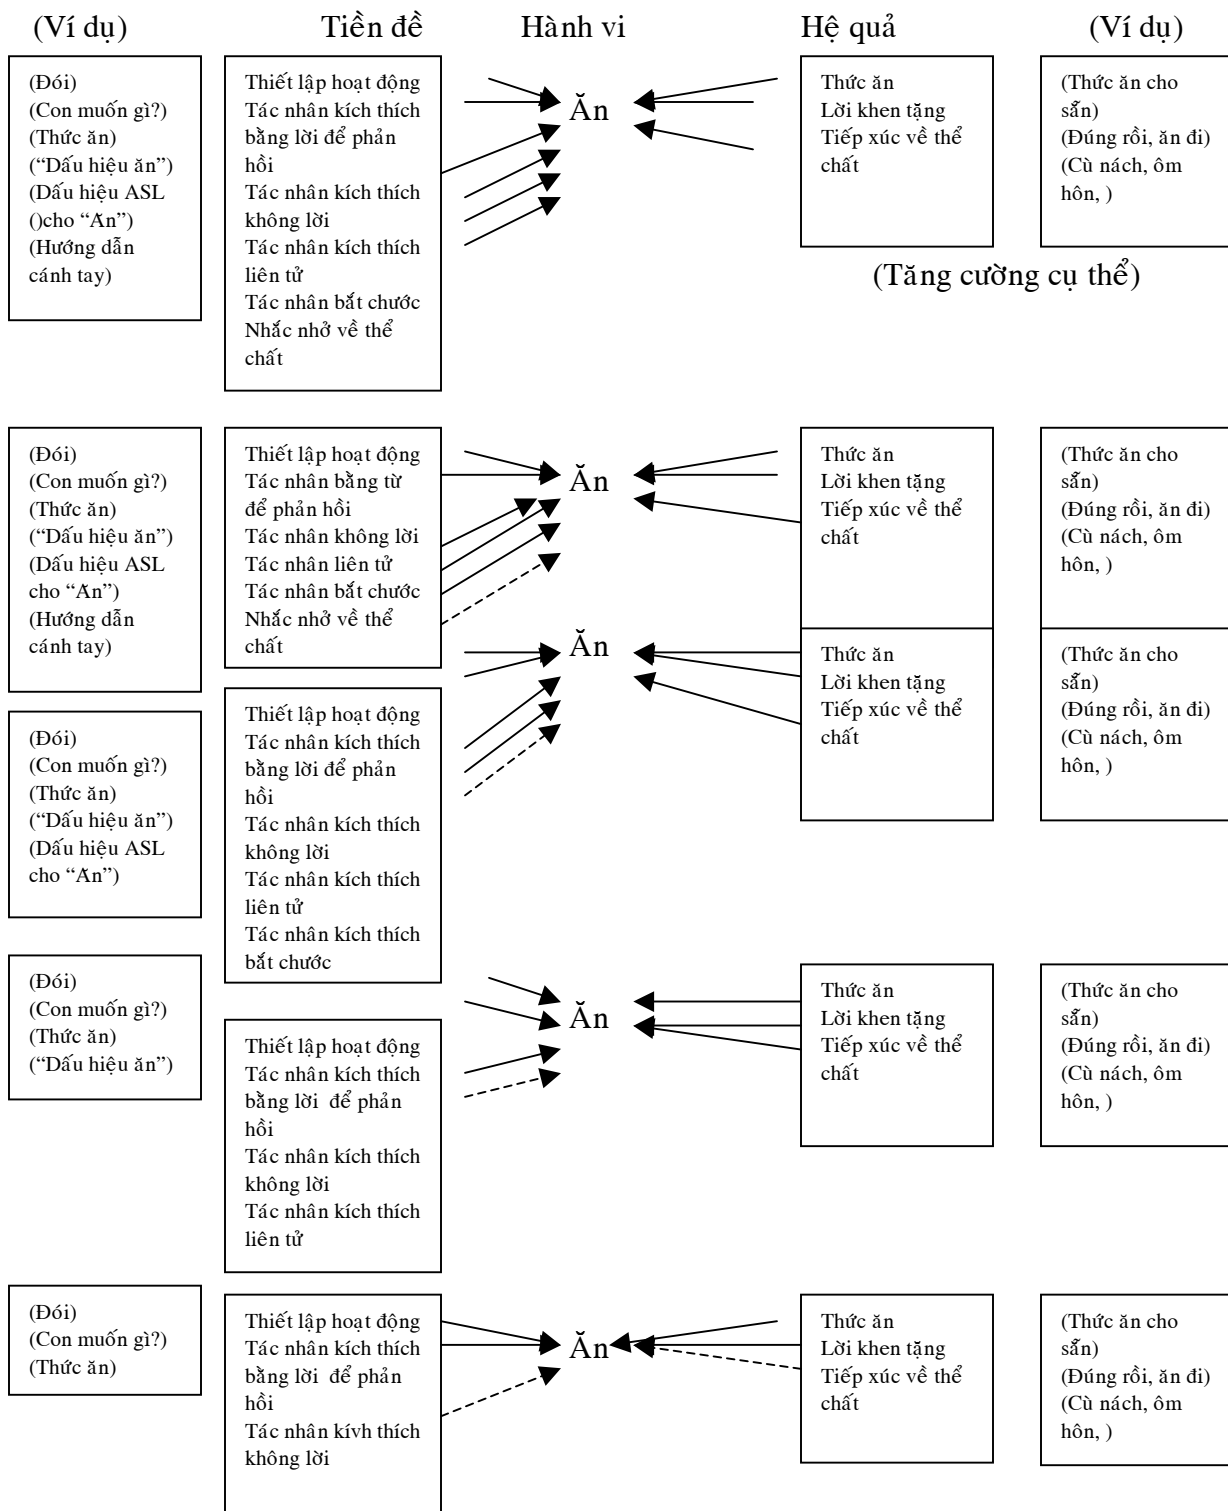 (Ví dụ) Tiền đề Hành vi Hệ quả (Ví dụ)
(Đói)
(Con muốn gì?)
(Thức ăn)
(“Dấu hiệu ăn”)
(Dấu hiệu ASL
()cho “Ăn”)
(Hướng dẫn
cánh tay)
Thiết lập hoạt động
Tác nhân kích thích
bằng lời để phản
hồi
Tác nhân kích thích
không lời
Tác nhân kích thích
liên tử
Tác nhân bắt chước
Nhắc nhở về thể
chất
Ăn
Thức ăn
Lời khen tặng
Tiếp xúc về thể
chất
(Thức ăn cho
sẵn)
(Đúng rồi, ăn đi)
(Cù nách, ôm
hôn, )
(Tăng cường cụ thể)
(Đói)
(Con muốn gì?)
(Thức ăn)
(“Dấu hiệu ăn”)
(Dấu hiệu ASL
cho “Ăn”)
(Hướng dẫn
cánh tay)
Thiết lập hoạt động
Tác nhân bằng từ
để phản hồi
Tác nhân không lời
Tác nhân liên tử
Tác nhân bắt chước
Nhắc nhở về thể
chất
Ăn
Thức ăn
Lời khen tặng
Tiếp xúc về thể
chất
(Thức ăn cho
sẵn)
(Đúng rồi, ăn đi)
(Cù nách, ôm
hôn, )
(Đói)
(Con muốn gì?)
(Thức ăn)
(“Dấu hiệu ăn”)
(Dấu hiệu ASL
cho “Ăn”)
Thiết lập hoạt động
Tác nhân kích thích
bằng lời để phản
hồi
Tác nhân kích thích
không lời
Tác nhân kích thích
liên tử
Tác nhân kích thích
bắt chước
Ăn
Thức ăn
Lời khen tặng
Tiếp xúc về thể
chất
(Thức ăn cho
sẵn)
(Đúng rồi, ăn đi)
(Cù nách, ôm
hôn, )
(Đói)
(Con muốn gì?)
(Thức ăn)
(“Dấu hiệu ăn”)
Thiết lập hoạt động
Tác nhân kích thích
bằng lời để phản
hồi
Tác nhân kích thích
không lời
Tác nhân kích thích
liên tử
Ăn
Thức ăn
Lời khen tặng
Tiếp xúc về thể
chất
(Thức ăn cho
sẵn)
(Đúng rồi, ăn đi)
(Cù nách, ôm
hôn, )
(Đói)
(Con muốn gì?)
(Thức ăn)
Thiết lập hoạt động
Tác nhân kích thích
bằng lời để phản
hồi
Tác nhân kívh thích
không lời
Ăn
Thức ăn
Lời khen tặng
Tiếp xúc về thể
chất
(Thức ăn cho
sẵn)
(Đúng rồi, ăn đi)
(Cù nách, ôm
hôn, )